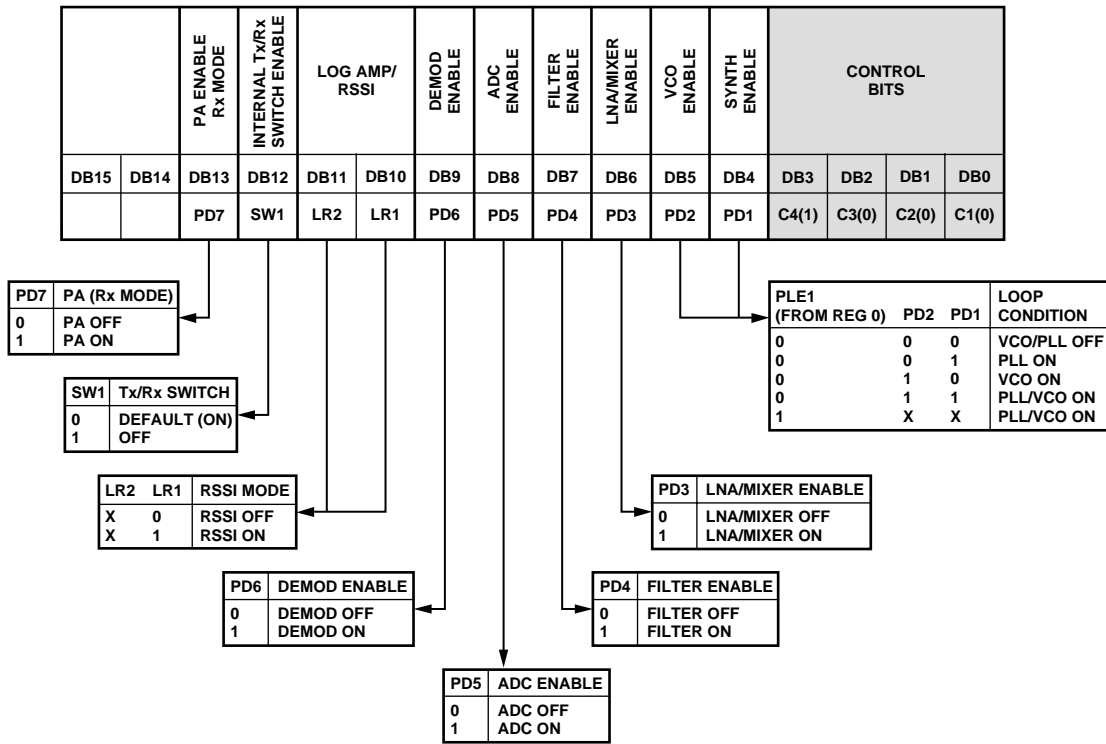 PA ENABLE
Rx MODE
INTERNAL Tx/Rx
SWITCH ENABLE
LOG AMP/
RSSI
DEMOD
ENABLE
ADC
ENABLE
FILTER
ENABLE
LNA/MIXER
ENABLE
VCO
ENABLE
SYNTH
ENABLE
CONTROL
BITS
DB15 DB14 DB13 DB12 DB11 DB10 DB9 DB8 DB7 DB6 DB5 DB4 DB3 DB2 DB1 DB0
PD7 SW1 LR2 LR1 PD6 PD5 PD4 PD3 PD2 PD1 C4(1) C3(0) C2(0) C1(0)
PD7 PA (Rx MODE)
0 PA OFF
1 PA ON
PLE1 LOOP
(FROM REG 0) PD2 PD1 CONDITION
0 0 0 VCO/PLL OFF
0 0 1 PLL ON
0 1 0 VCO ON
0 1 1 PLL/VCO ON
1 X X PLL/VCO ON
SW1 Tx/Rx SWITCH
0 DEFAULT (ON)
1 OFF
LR2 LR1 RSSI MODE
X 0 RSSI OFF
X 1 RSSI ON
PD3 LNA/MIXER ENABLE
0 LNA/MIXER OFF
1 LNA/MIXER ON
PD6 DEMOD ENABLE
0 DEMOD OFF
1 DEMOD ON
PD4 FILTER ENABLE
0 FILTER OFF
1 FILTER ON
PD5 ADC ENABLE
0 ADC OFF
1 ADC ON